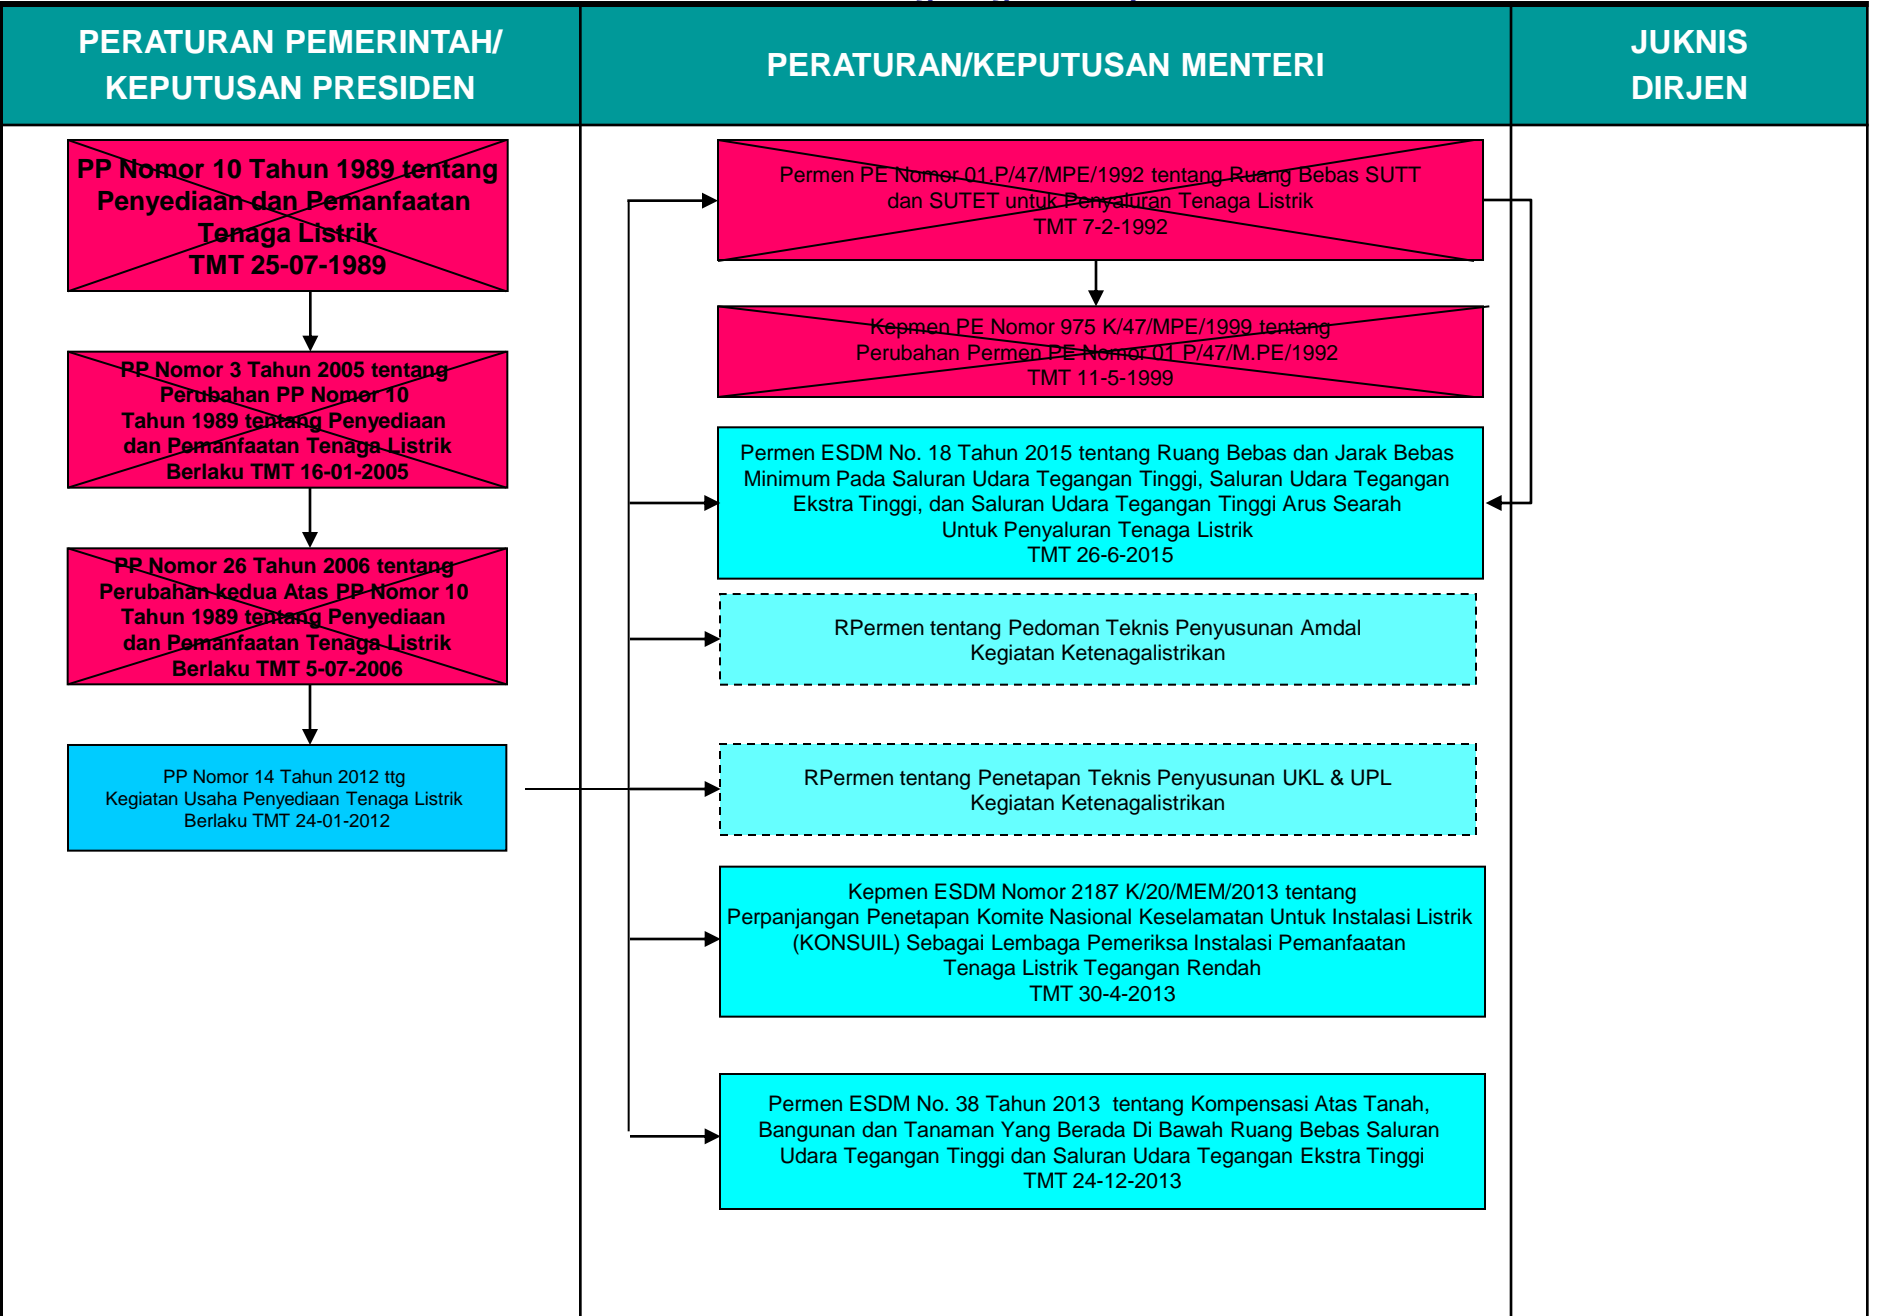 PERATURAN PEMERINTAH/
KEPUTUSAN PRESIDEN
PERATURAN/KEPUTUSAN MENTERI
JUKNIS
DIRJEN
PP Nomor 10 Tahun 1989 tentang
Penyediaan dan Pemanfaatan
Tenaga Listrik
TMT 25-07-1989
PP Nomor 3 Tahun 2005 tentang
Perubahan PP Nomor 10
Tahun 1989 tentang Penyediaan
dan Pemanfaatan Tenaga Listrik
Berlaku TMT 16-01-2005
PP Nomor 26 Tahun 2006 tentang
Perubahan kedua Atas PP Nomor 10
Tahun 1989 tentang Penyediaan
dan Pemanfaatan Tenaga Listrik
Berlaku TMT 5-07-2006
PP Nomor 14 Tahun 2012 ttg
Kegiatan Usaha Penyediaan Tenaga Listrik
Berlaku TMT 24-01-2012
Permen PE Nomor 01.P/47/MPE/1992 tentang Ruang Bebas SUTT
dan SUTET untuk Penyaluran Tenaga Listrik
TMT 7-2-1992
Kepmen PE Nomor 975 K/47/MPE/1999 tentang
Perubahan Permen PE Nomor 01 P/47/M.PE/1992
TMT 11-5-1999
Permen ESDM No. 18 Tahun 2015 tentang Ruang Bebas dan Jarak Bebas
Minimum Pada Saluran Udara Tegangan Tinggi, Saluran Udara Tegangan
Ekstra Tinggi, dan Saluran Udara Tegangan Tinggi Arus Searah
Untuk Penyaluran Tenaga Listrik
TMT 26-6-2015
RPermen tentang Pedoman Teknis Penyusunan Amdal
Kegiatan Ketenagalistrikan
RPermen tentang Penetapan Teknis Penyusunan UKL & UPL
Kegiatan Ketenagalistrikan
Kepmen ESDM Nomor 2187 K/20/MEM/2013 tentang
Perpanjangan Penetapan Komite Nasional Keselamatan Untuk Instalasi Listrik
(KONSUIL) Sebagai Lembaga Pemeriksa Instalasi Pemanfaatan
Tenaga Listrik Tegangan Rendah
TMT 30-4-2013
Permen ESDM No. 38 Tahun 2013 tentang Kompensasi Atas Tanah,
Bangunan dan Tanaman Yang Berada Di Bawah Ruang Bebas Saluran
Udara Tegangan Tinggi dan Saluran Udara Tegangan Ekstra Tinggi
TMT 24-12-2013